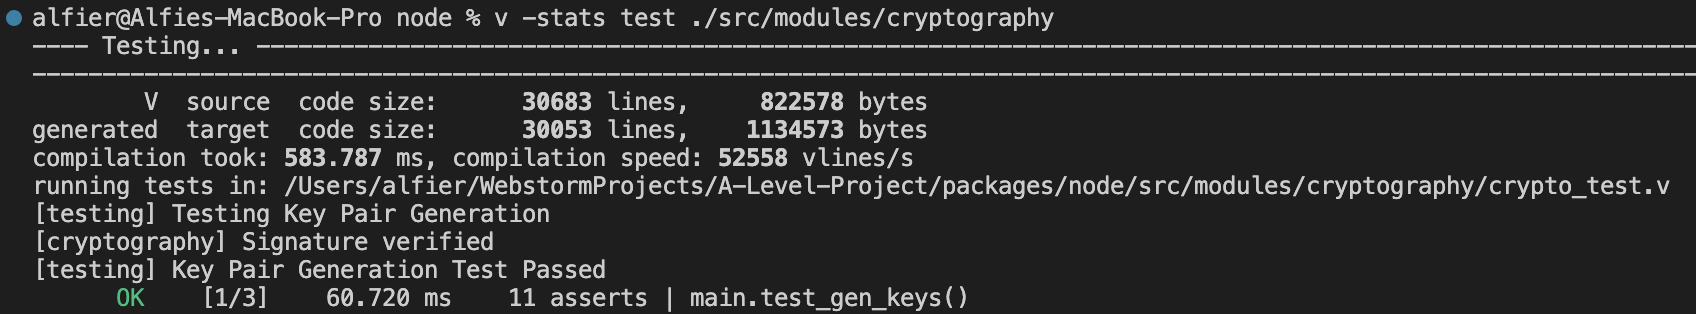 alfier@Alfies-MacBook-Pro node % v -stats test ./src/modules/cryptography
---- Testing... ----------------------------------------------------------------------------------------------------
--------------------------------------------------------------------------------------------------------------------
V source code size: 30683 lines, 822578 bytes
generated target code size: 30053 lines, 1134573 bytes
compilation took: 583.787 ms, compilation speed: 52558 vlines/s
running tests in: /Users/alfier/WebstormProjects/A-Level-Project/packages/node/src/modules/cryptography/crypto_test.v
[testing] Testing Key Pair Generation
[cryptography] Signature verified
[testing] Key Pair Generation Test Passed
OK [1/3] 60.720 ms 11 asserts | main.test_gen_keys()